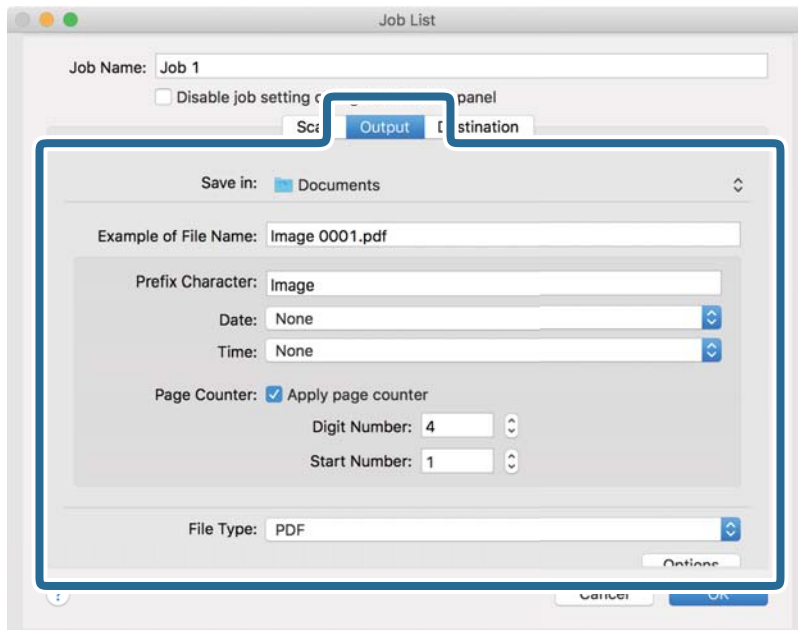 Job List
Job Name: Job 1
Disable job setting panel
Output
Save in: Documents
Example of File Name: Image 0001.pdf
Prefix Character: Image
Date: None
Time: None
Page Counter: Apply page counter
Digit Number: 4
Start Number: 1
File Type: PDF
Options
?
Cancel OK